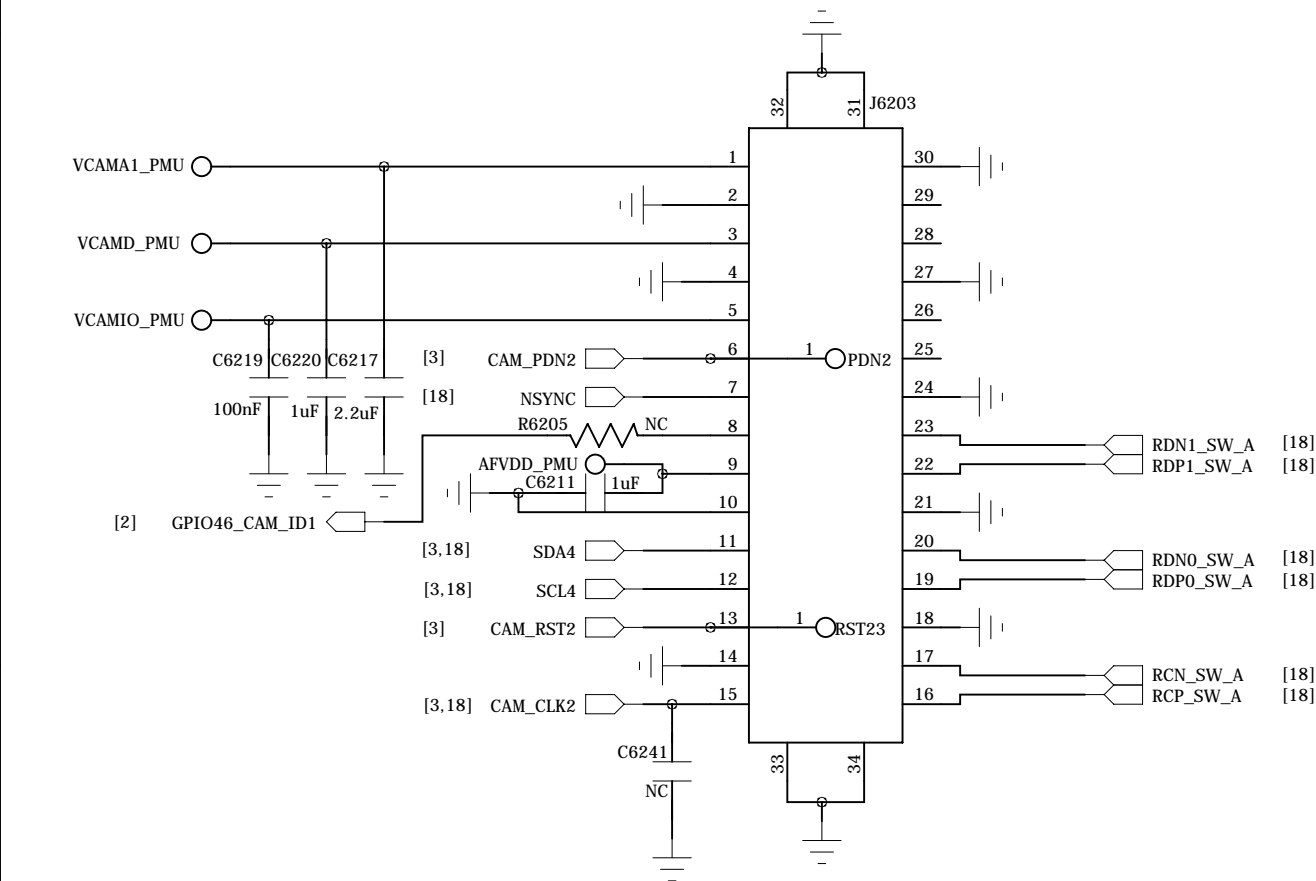 32 31 J6203
VCAMA1_PMU 1 30
2 29
VCAMD_PMU 3 28
4 27
VCAMIO_PMU 5 26
C6219 C6220 C6217 [3] CAM_PDN2 6 1 PDN2 25
100nF 1uF 2.2uF [18] NSYNC 7 24
R6205 NC 8 23 RDN1_SW_A [18]
AFVDD_PMU 9 22 RDP1_SW_A [18]
C6211 1uF
[2] GPIO46_CAM_ID1 10 21
[3,18] SDA4 11 20 RDN0_SW_A [18]
[3,18] SCL4 12 19 RDP0_SW_A [18]
[3] CAM_RST2 13 1 RST23 18
14 17 RCN_SW_A [18]
[3,18] CAM_CLK2 15 16 RCP_SW_A [18]
C6241 33 34
NC